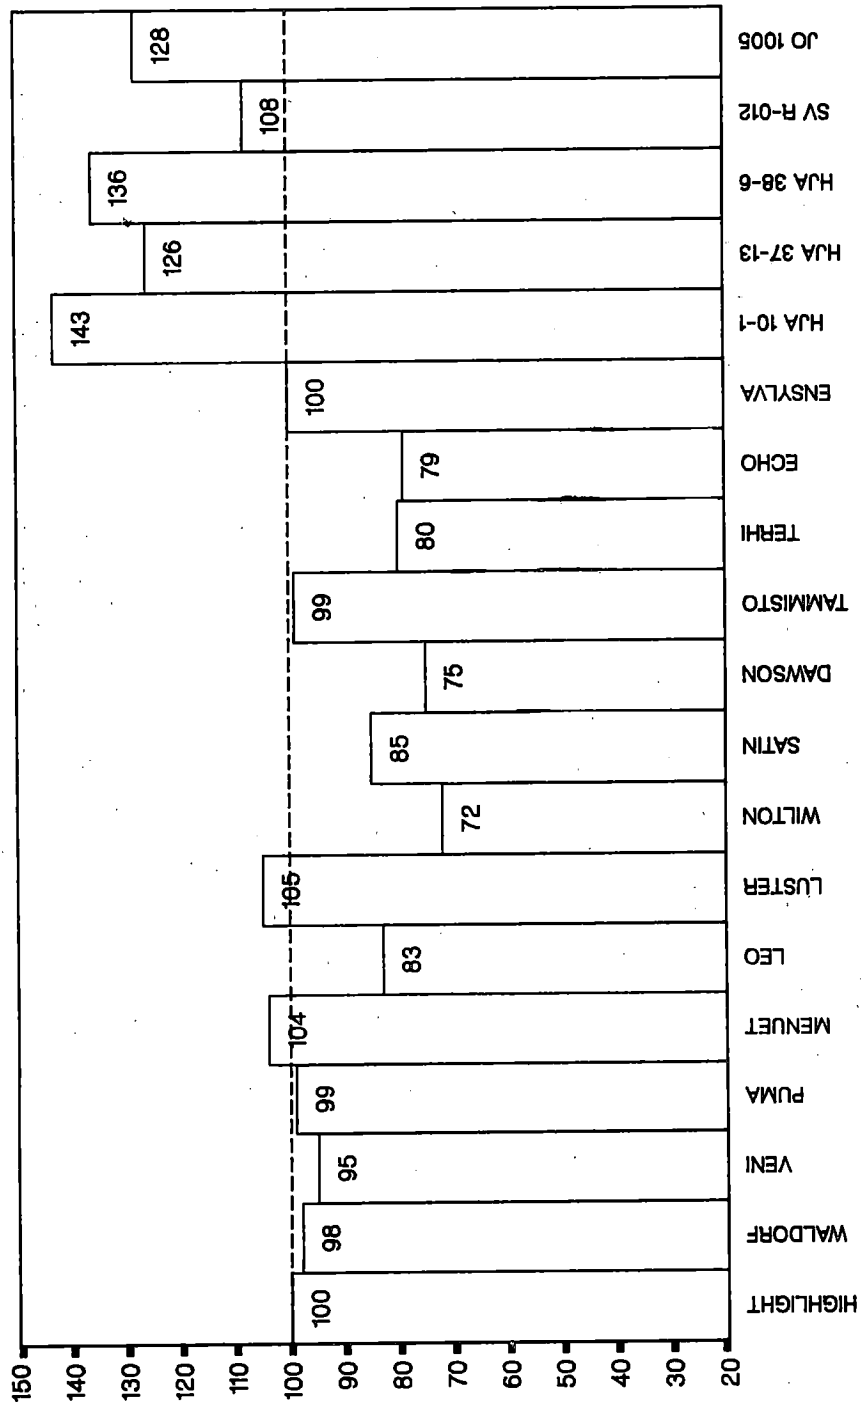 150
140
130
120
110
100
90
80
70
60
50
40
30
20
100
98
95
99
104
83
105
72
85
75
99
80
79
100
143
126
136
108
128
HIGHLIGHT
WALDORF
VENI
PUMA
MENUET
LEO
LUSTER
WILTON
SATIN
DAWSON
TAMMISTO
TERHI
ECHO
ENSYLVA
HJA 10-1
HJA 37-13
HJA 38-6
SV R-012
JO 1005